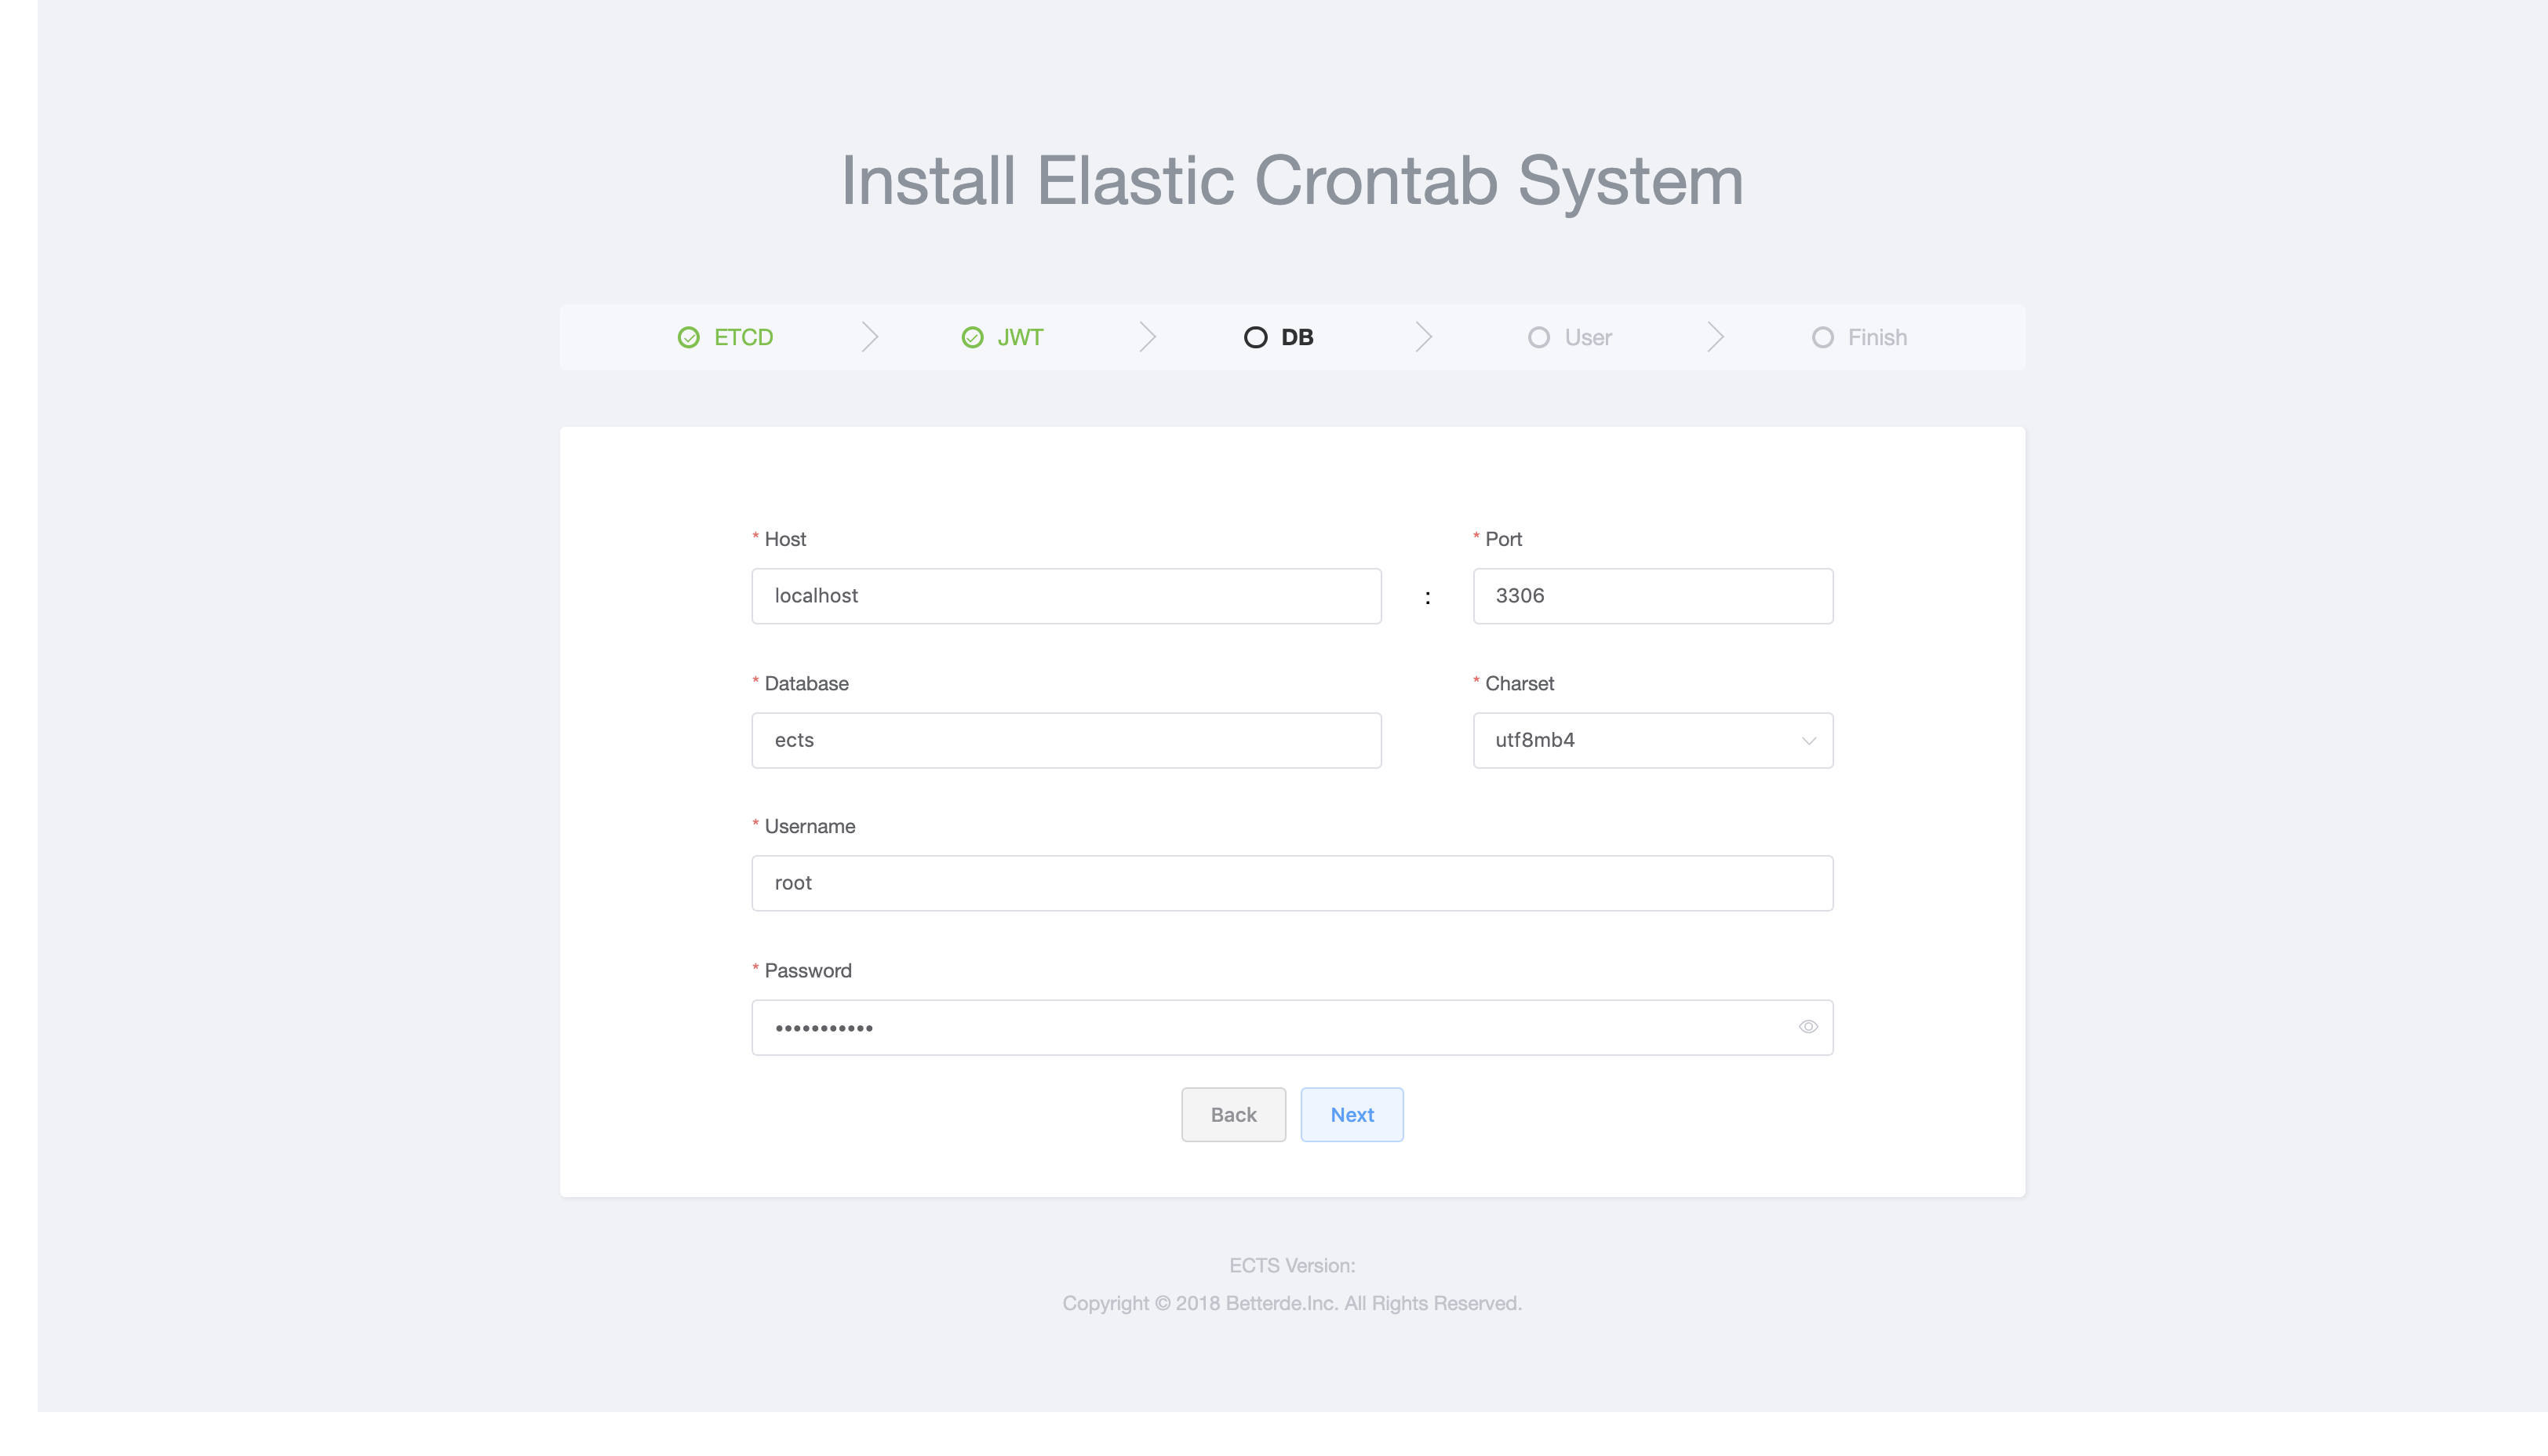 Install Elastic Crontab System
ETCD JWT DB User Finish
* Host * Port
localhost : 3306
* Database * Charset
ects utf8mb4
* Username
root
* Password
•••••••••••
Back Next
ECTS Version:
Copyright © 2018 Betterde.Inc. All Rights Reserved.